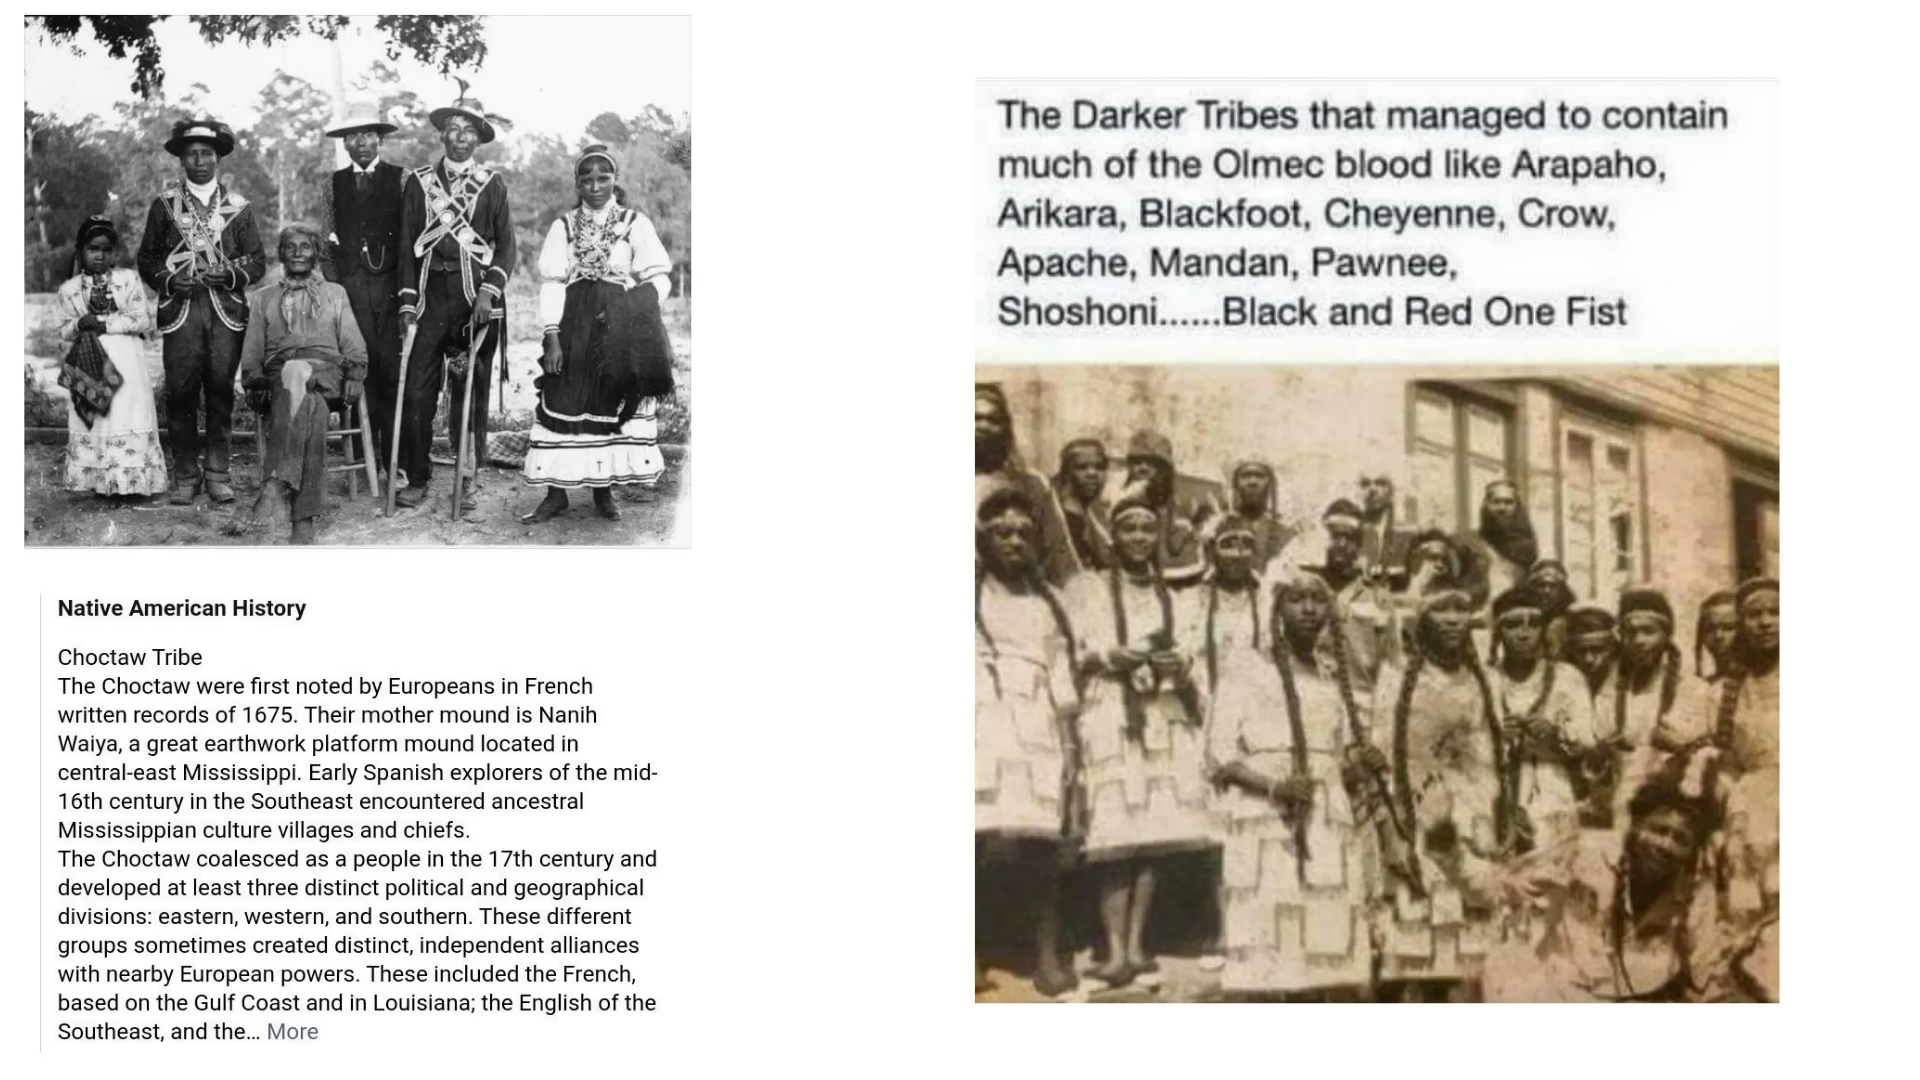 Native American History
Choctaw Tribe
The Choctaw were first noted by Europeans in French
written records of 1675. Their mother mound is Nanih
Waiya, a great earthwork platform mound located in
central-east Mississippi. Early Spanish explorers of the mid-
16th century in the Southeast encountered ancestral
Mississippian culture villages and chiefs.
The Choctaw coalesced as a people in the 17th century and
developed at least three distinct political and geographical
divisions: eastern, western, and southern. These different
groups sometimes created distinct, independent alliances
with nearby European powers. These included the French,
based on the Gulf Coast and in Louisiana; the English of the
Southeast, and the… More
The Darker Tribes that managed to contain
much of the Olmec blood like Arapaho,
Arikara, Blackfoot, Cheyenne, Crow,
Apache, Mandan, Pawnee,
Shoshoni......Black and Red One Fist